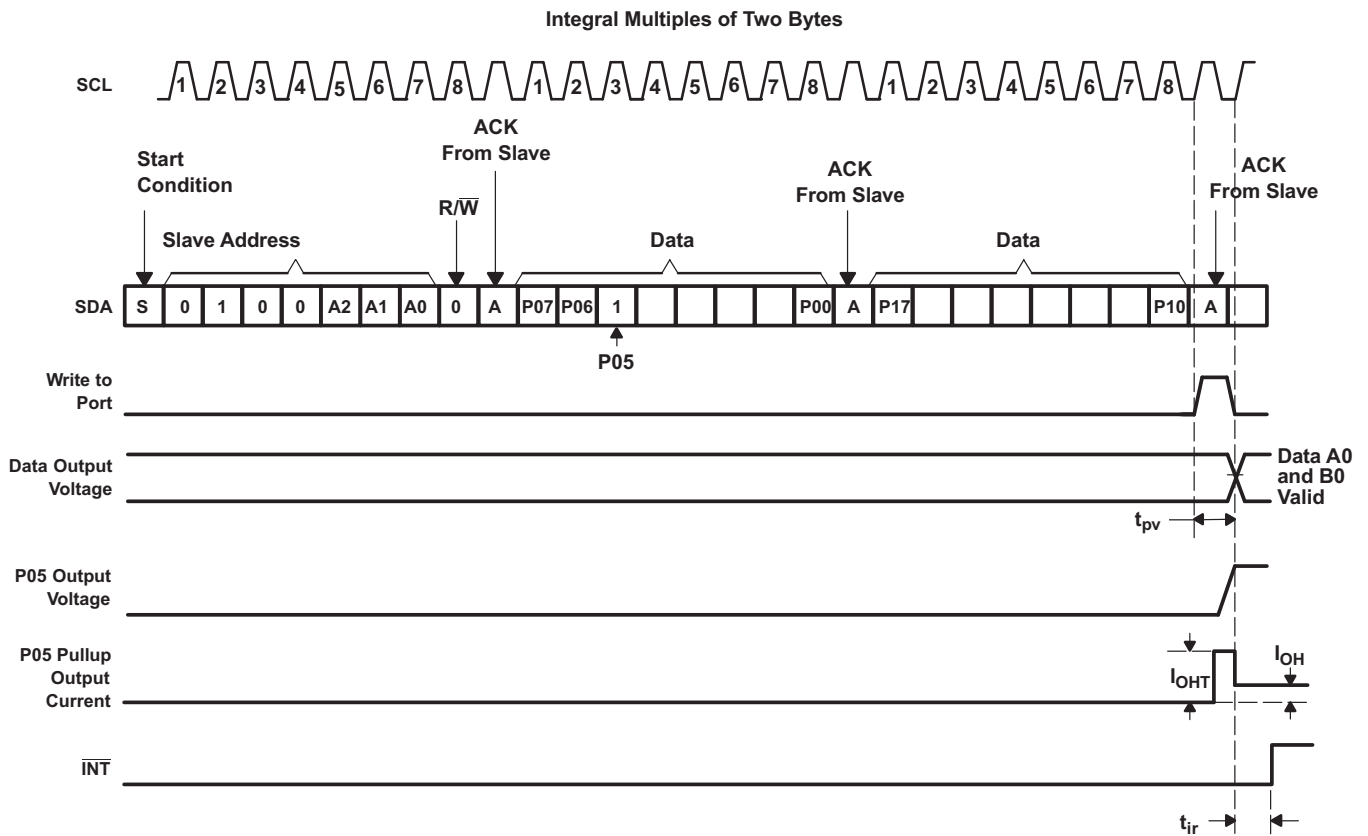 Integral Multiples of Two Bytes
SCL
1 2 3 4 5 6 7 8 1 2 3 4 5 6 7 8 1 2 3 4 5 6 7 8
Start
Condition
ACK
From Slave
R/W̅
ACK
From Slave
ACK
From Slave
Slave Address
Data
Data
SDA
S 0 1 0 0 A2 A1 A0 0 A P07 P06 1 P00 A P17 P10 A
P05
Write to
Port
Data Output
Voltage
Data A0
and B0
Valid
tpv
P05 Output
Voltage
P05 Pullup
Output
Current
IOHT
IOH
I̅N̅T̅
tir